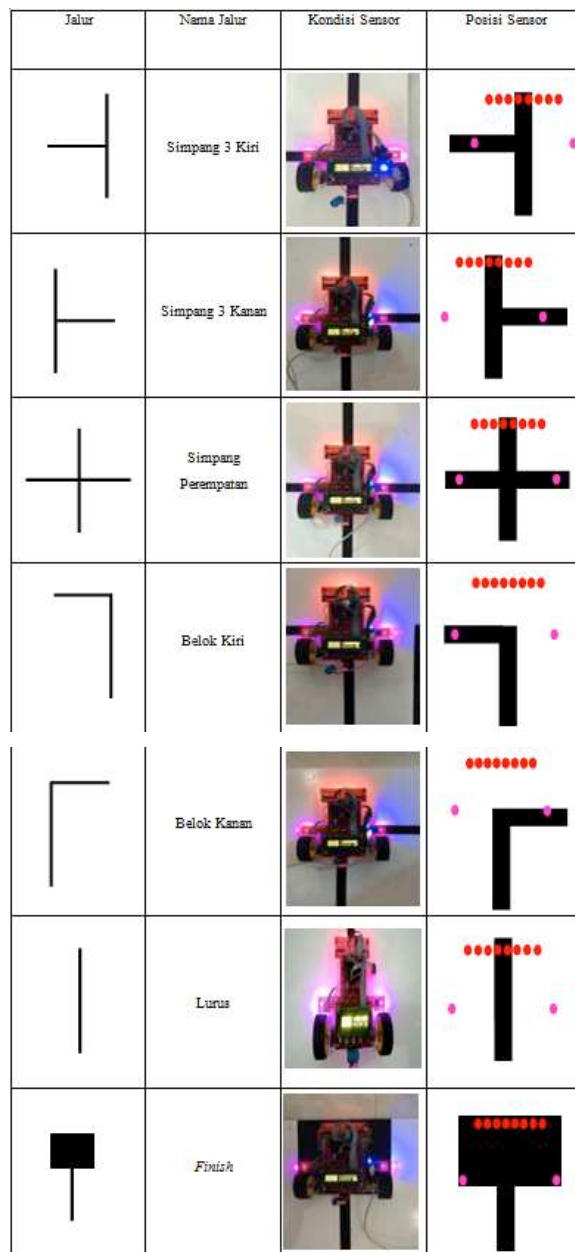 Jalur Nama Jalur Kondisi Sensor Posisi Sensor
Simpang 3 Kiri
Simpang 3 Kanan
Simpang
Perempatan
Belok Kiri
Belok Kanan
Lurus
Finish